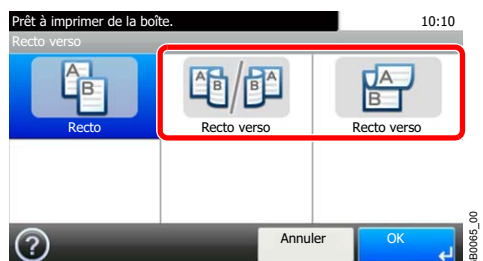 Prêt à imprimer de la boîte. 10:10
Recto verso
A B A B B A A B
Recto Recto verso Recto verso
? Annuler OK
B0065_00